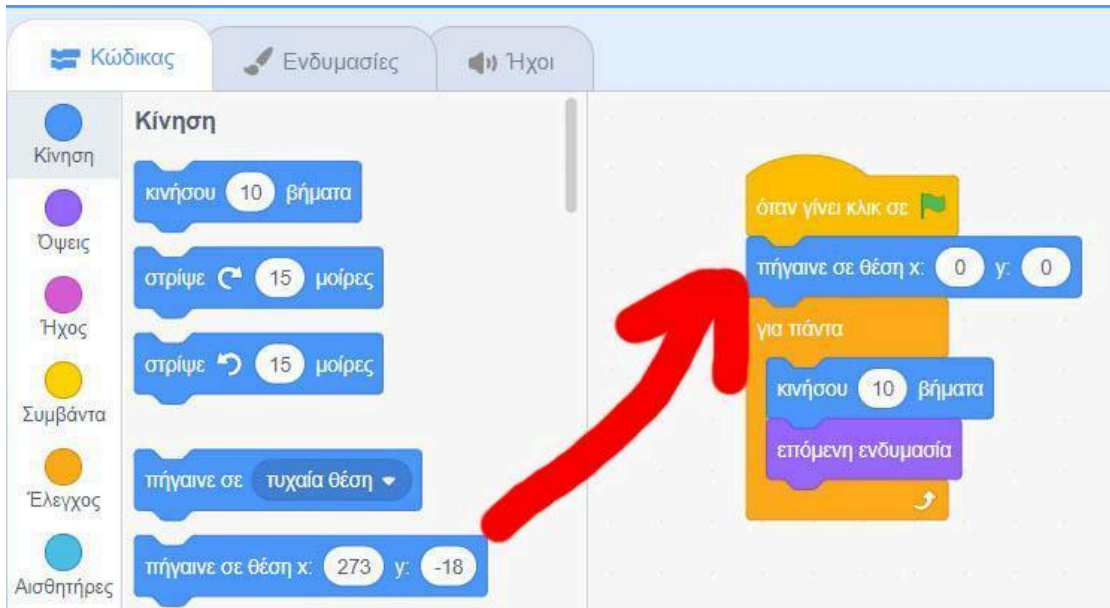 Κώδικας
Ενδυμασίες
Ήχοι
Κίνηση
Όψεις
Ήχος
Συμβάντα
Έλεγχος
Αισθητήρες
Κίνηση
κινήσου 10 βήματα
στρίψε 15 μοίρες
στρίψε 15 μοίρες
πήγαινε σε τυχαία θέση
πήγαινε σε θέση x: 273 y: -18
όταν γίνει κλικ σε
πήγαινε σε θέση x: 0 y: 0
για πάντα
κινήσου 10 βήματα
επόμενη ενδυμασία